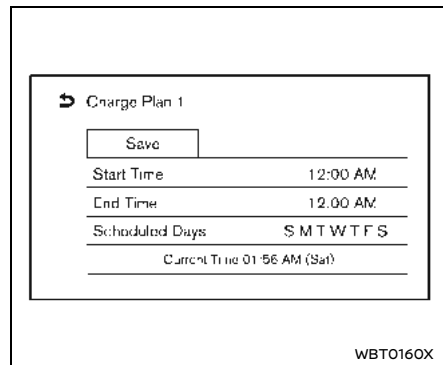 Charge Plan 1
Save
Start Time 12:00 AM
End Time 12:00 AM
Scheduled Days S M T W T F S
Current Time 01:56 AM (Sat)
WBT0160X